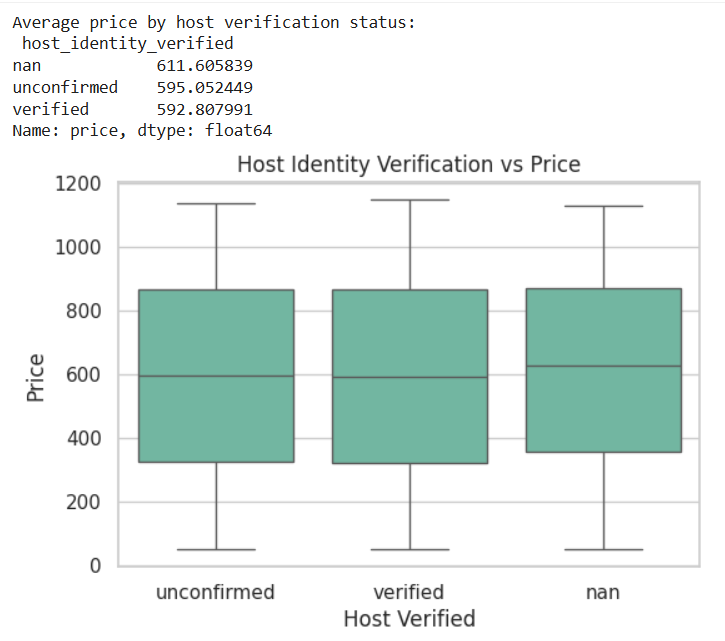 Average price by host verification status:
host_identity_verified
nan 611.605839
unconfirmed 595.052449
verified 592.807991
Name: price, dtype: float64
Host Identity Verification vs Price
1200
1000
800
600
400
200
0
Price
unconfirmed verified nan
Host Verified